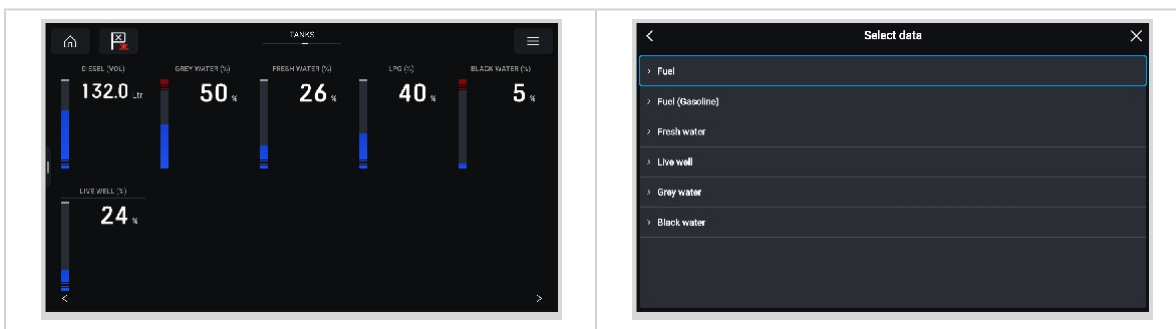 TANKS
DIESEL (VOL) GREY WATER (%) FRESH WATER (%) LPG (%) BLACK WATER (%)
132.0 Ltr 50 % 26 % 40 % 5 %
LIVE WELL (%)
24 %
Select data
Fuel
Fuel (Gasoline)
Fresh water
Live well
Grey water
Black water